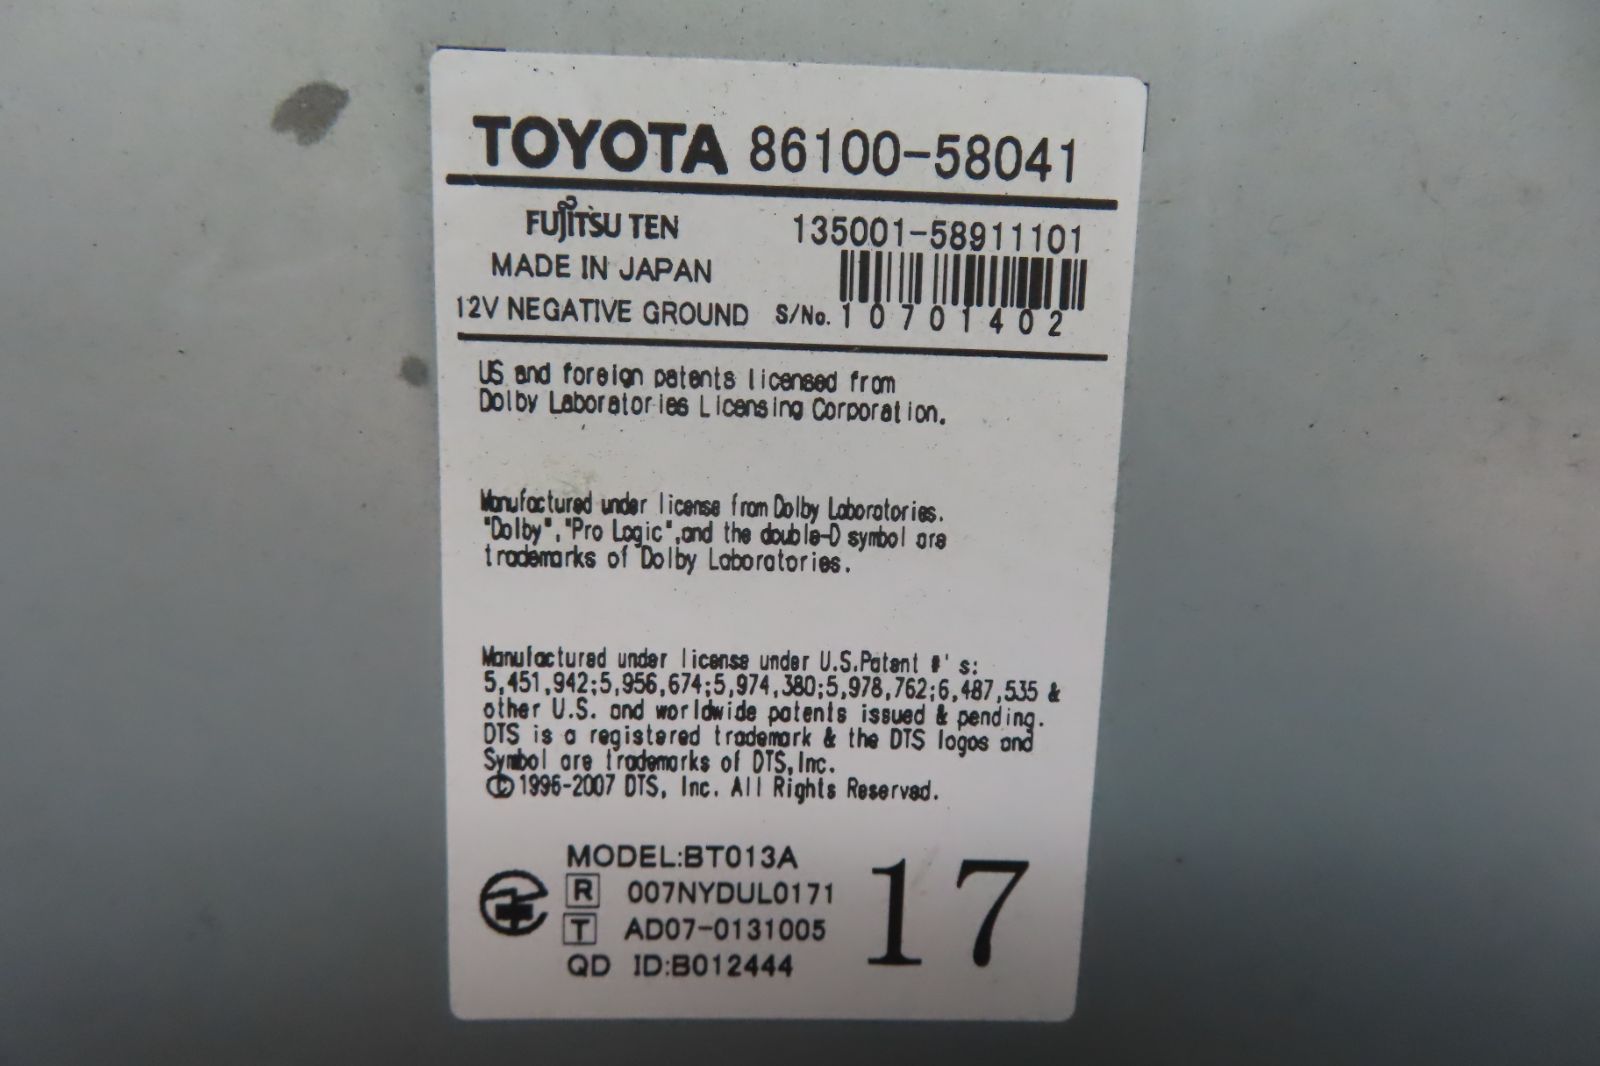 TOYOTA 86100-58041
FUJITSU TEN 135001-58911101
MADE IN JAPAN
12V NEGATIVE GROUND S/No. 10701402
US and foreign patents licensed from
Dolby Laboratories Licensing Corporation.
Manufactured under license from Dolby Laboratories.
"Dolby","Pro Logic",and the double-D symbol are
trademarks of Dolby Laboratories.
Manufactured under license under U.S.Patent #'s:
5,451,942;5,956,674;5,974,380;5,978,762;6,487,535 &
other U.S. and worldwide patents issued & pending.
DTS is a registered trademark & the DTS logos and
Symbol are trademarks of DTS,Inc.
©1996-2007 DTS, Inc. All Rights Reserved.
MODEL:BT013A
R 007NYDUL0171
T AD07-0131005
QD ID:B012444
17